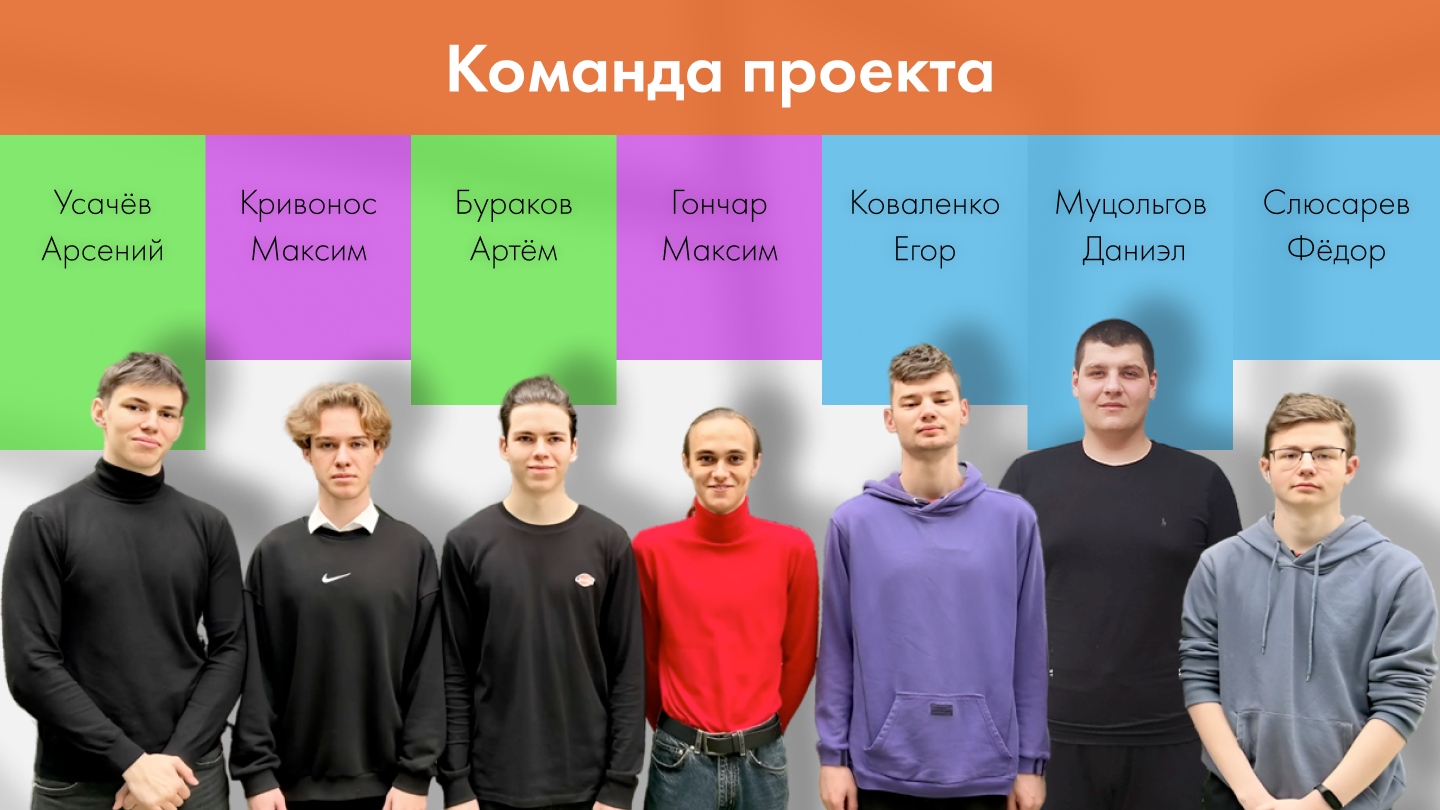 Команда проекта
Усачёв
Арсений
Кривонос
Максим
Бураков
Артём
Гончар
Максим
Коваленко
Егор
Муцольгов
Даниэл
Слюсарев
Фёдор